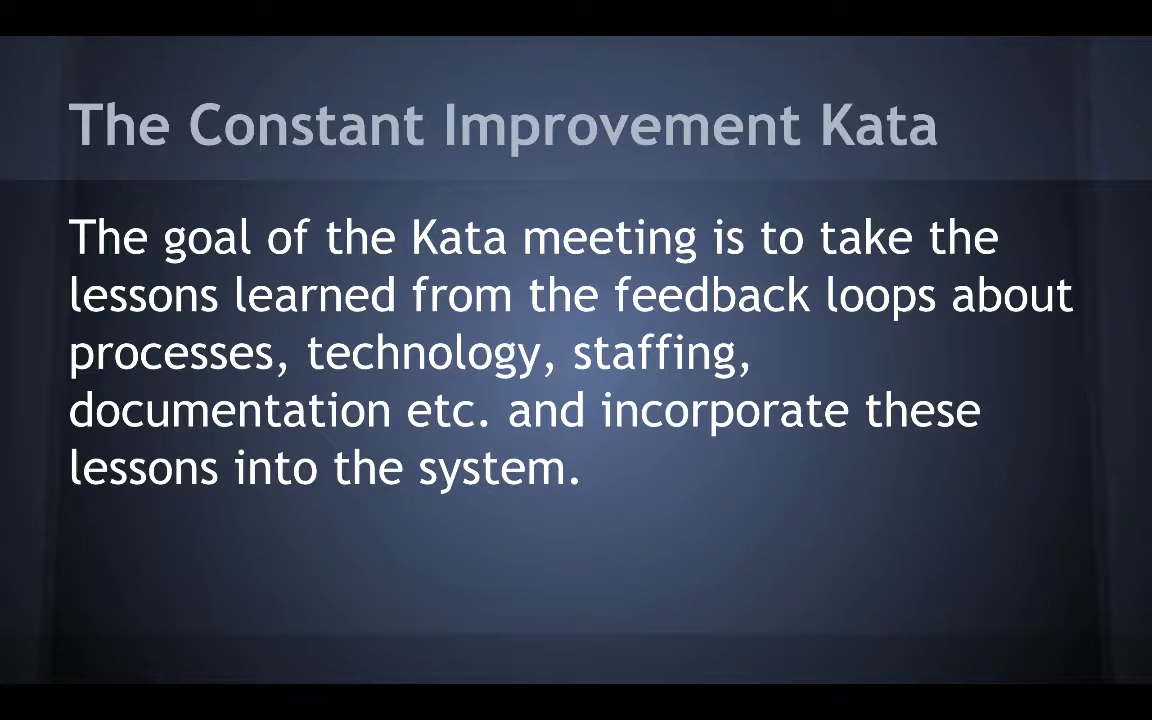 The Constant Improvement Kata
The goal of the Kata meeting is to take the
lessons learned from the feedback loops about
processes, technology, staffing,
documentation etc. and incorporate these
lessons into the system.